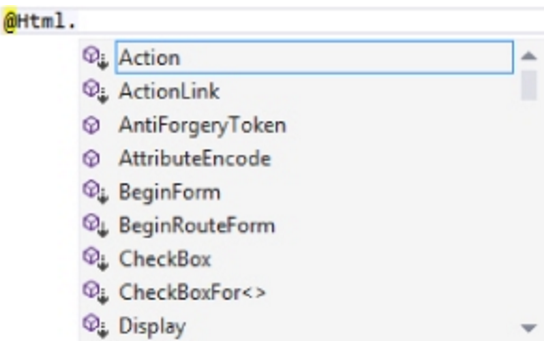 @Html.
Action
ActionLink
AntiForgeryToken
AttributeEncode
BeginForm
BeginRouteForm
CheckBox
CheckBoxFor<>
Display